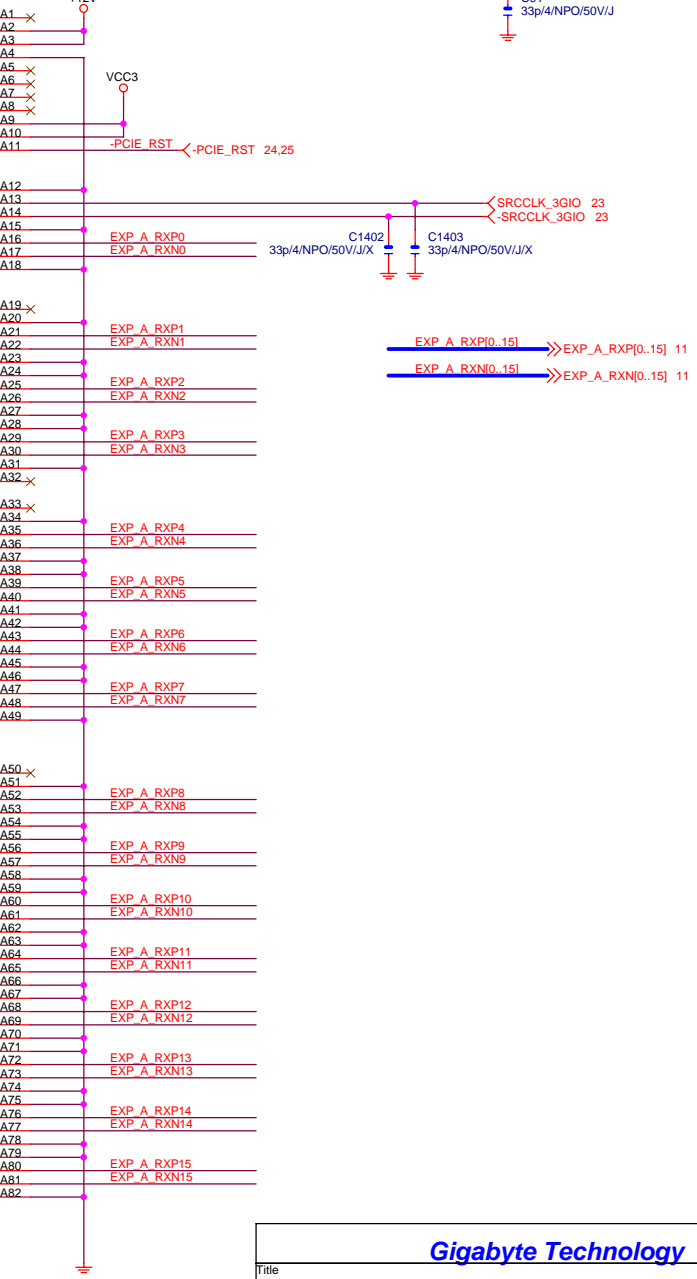 +12V
A1
A2
A3
A4
A5
A6
A7
A8
A9
A10
A11
VCC3
-PCIE_RST
-PCIE_RST 24,25
33p/4/NPO/50V/J
A12
A13
SRCCLK_3GIO 23
A14
-SRCCLK_3GIO 23
A15
A16 EXP_A_RXP0
A17 EXP_A_RXN0
A18
C1402
33p/4/NPO/50V/J/X
C1403
33p/4/NPO/50V/J/X
A19
A20
A21 EXP_A_RXP1
A22 EXP_A_RXN1
EXP_A_RXP[0..15] EXP_A_RXP[0..15] 11
EXP_A_RXN[0..15] EXP_A_RXN[0..15] 11
A23
A24
A25 EXP_A_RXP2
A26 EXP_A_RXN2
A27
A28
A29 EXP_A_RXP3
A30 EXP_A_RXN3
A31
A32
A33
A34
A35 EXP_A_RXP4
A36 EXP_A_RXN4
A37
A38
A39 EXP_A_RXP5
A40 EXP_A_RXN5
A41
A42
A43 EXP_A_RXP6
A44 EXP_A_RXN6
A45
A46
A47 EXP_A_RXP7
A48 EXP_A_RXN7
A49
A50
A51
A52 EXP_A_RXP8
A53 EXP_A_RXN8
A54
A55
A56 EXP_A_RXP9
A57 EXP_A_RXN9
A58
A59
A60 EXP_A_RXP10
A61 EXP_A_RXN10
A62
A63
A64 EXP_A_RXP11
A65 EXP_A_RXN11
A66
A67
A68 EXP_A_RXP12
A69 EXP_A_RXN12
A70
A71
A72 EXP_A_RXP13
A73 EXP_A_RXN13
A74
A75
A76 EXP_A_RXP14
A77 EXP_A_RXN14
A78
A79
A80 EXP_A_RXP15
A81 EXP_A_RXN15
A82
Gigabyte Technology
Title